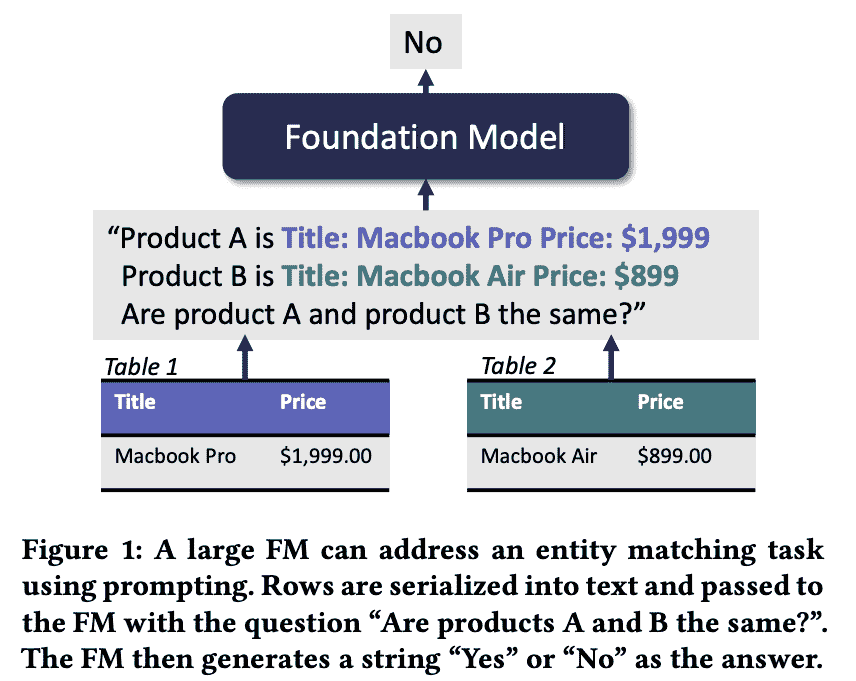 No
Foundation Model
“Product A is Title: Macbook Pro Price: $1,999
Product B is Title: Macbook Air Price: $899
Are product A and product B the same?”
Table 1
Title Price
Macbook Pro $1,999.00
Table 2
Title Price
Macbook Air $899.00
Figure 1: A large FM can address an entity matching task
using prompting. Rows are serialized into text and passed to
the FM with the question “Are products A and B the same?”.
The FM then generates a string “Yes” or “No” as the answer.